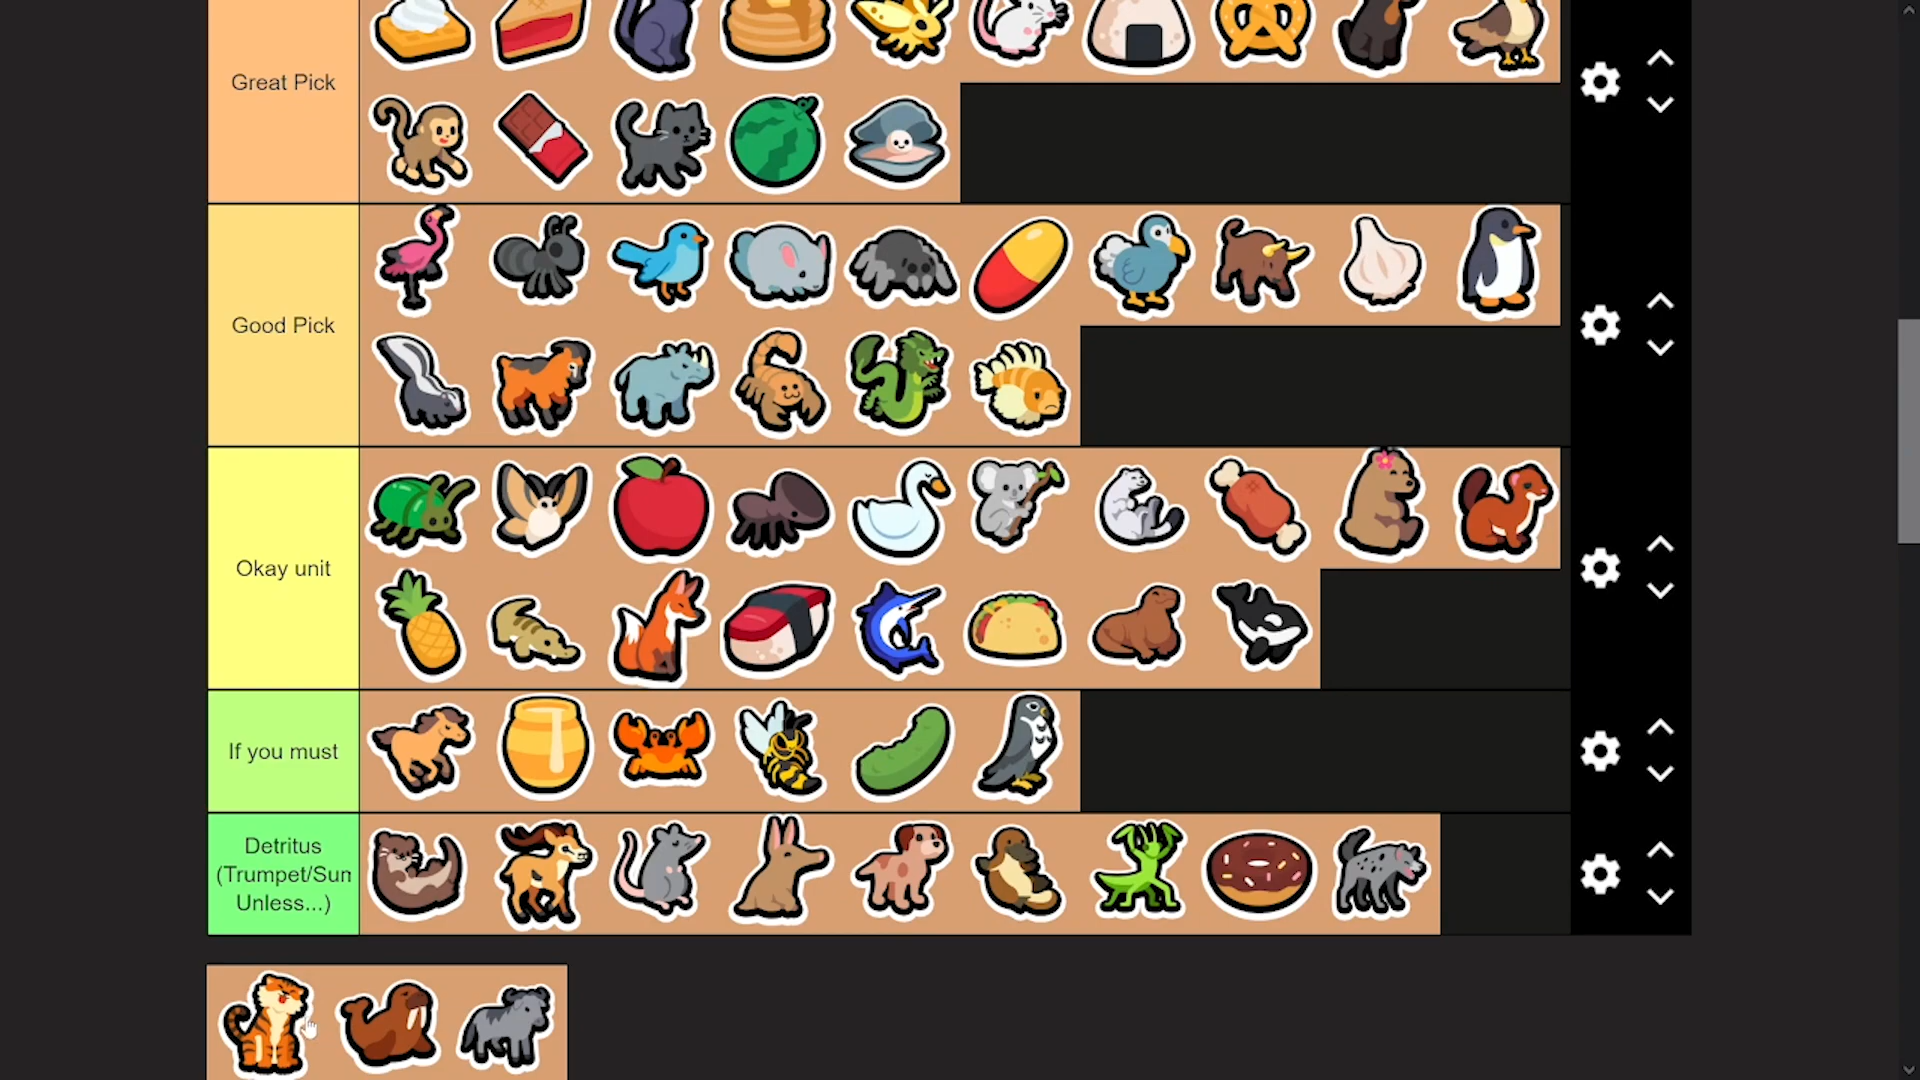 Great Pick
Good Pick
Okay unit
If you must
Detritus
(Trumpet/Sun
Unless...)